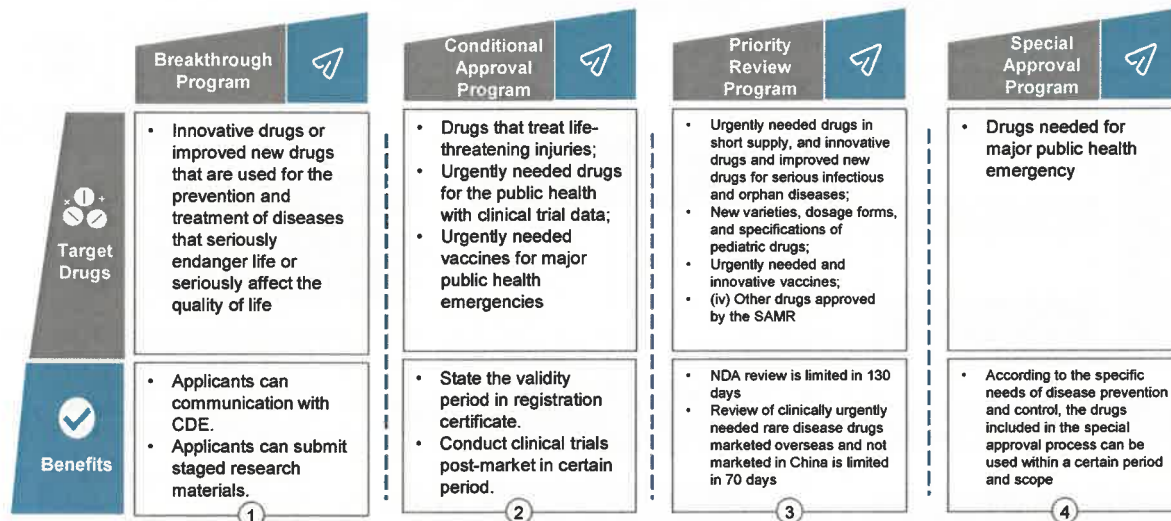 Breakthrough
Program
Conditional
Approval
Program
Priority
Review
Program
Special
Approval
Program
Target
Drugs
• Innovative drugs or
improved new drugs
that are used for the
prevention and
treatment of diseases
that seriously
endanger life or
seriously affect the
quality of life
• Drugs that treat life-
threatening injuries;
• Urgently needed drugs
for the public health
with clinical trial data;
• Urgently needed
vaccines for major
public health
emergencies
• Urgently needed drugs in
short supply, and innovative
drugs and improved new
drugs for serious infectious
and orphan diseases;
• New varieties, dosage forms,
and specifications of
pediatric drugs;
• Urgently needed and
innovative vaccines;
• (iv) Other drugs approved
by the SAMR
• Drugs needed for
major public health
emergency
Benefits
• Applicants can
communication with
CDE.
• Applicants can submit
staged research
materials.
• State the validity
period in registration
certificate.
• Conduct clinical trials
post-market in certain
period.
• NDA review is limited in 130
days
• Review of clinically urgently
needed rare disease drugs
marketed overseas and not
marketed in China is limited
in 70 days
• According to the specific
needs of disease prevention
and control, the drugs
included in the special
approval process can be
used within a certain period
and scope
1
2
3
4